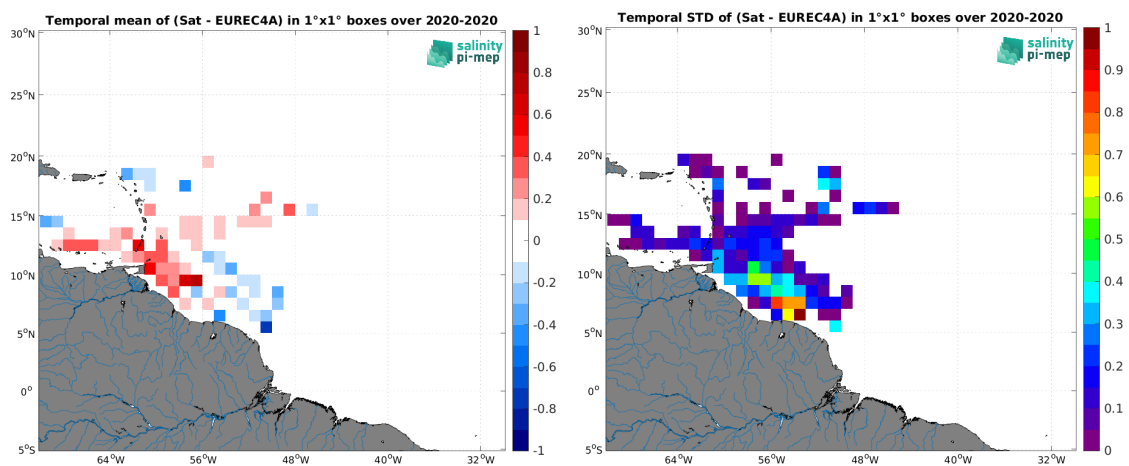 Temporal mean of (Sat - EUREC4A) in 1°x1° boxes over 2020-2020
30°N
25°N
20°N
15°N
10°N
5°N
0°
5°S
64°W
56°W
48°W
40°W
32°W
salinity
pi-mep
1
0.8
0.6
0.4
0.2
0
-0.2
-0.4
-0.6
-0.8
-1
Temporal STD of (Sat - EUREC4A) in 1°x1° boxes over 2020-2020
30°N
25°N
20°N
15°N
10°N
5°N
0°
5°S
64°W
56°W
48°W
40°W
32°W
salinity
pi-mep
1
0.9
0.8
0.7
0.6
0.5
0.4
0.3
0.2
0.1
0